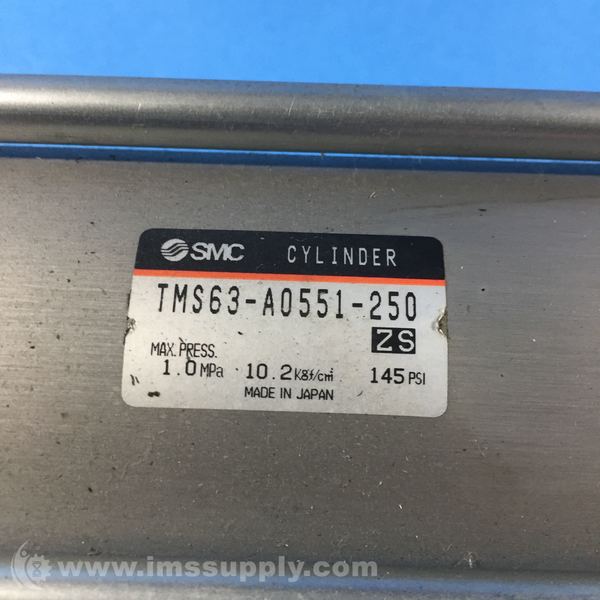 SMC CYLINDER
TMS63-A0551-250
ZS
MAX.PRESS.
1.0MPa 10.2kgf/cm² 145PSI
MADE IN JAPAN
www.imssupply.com